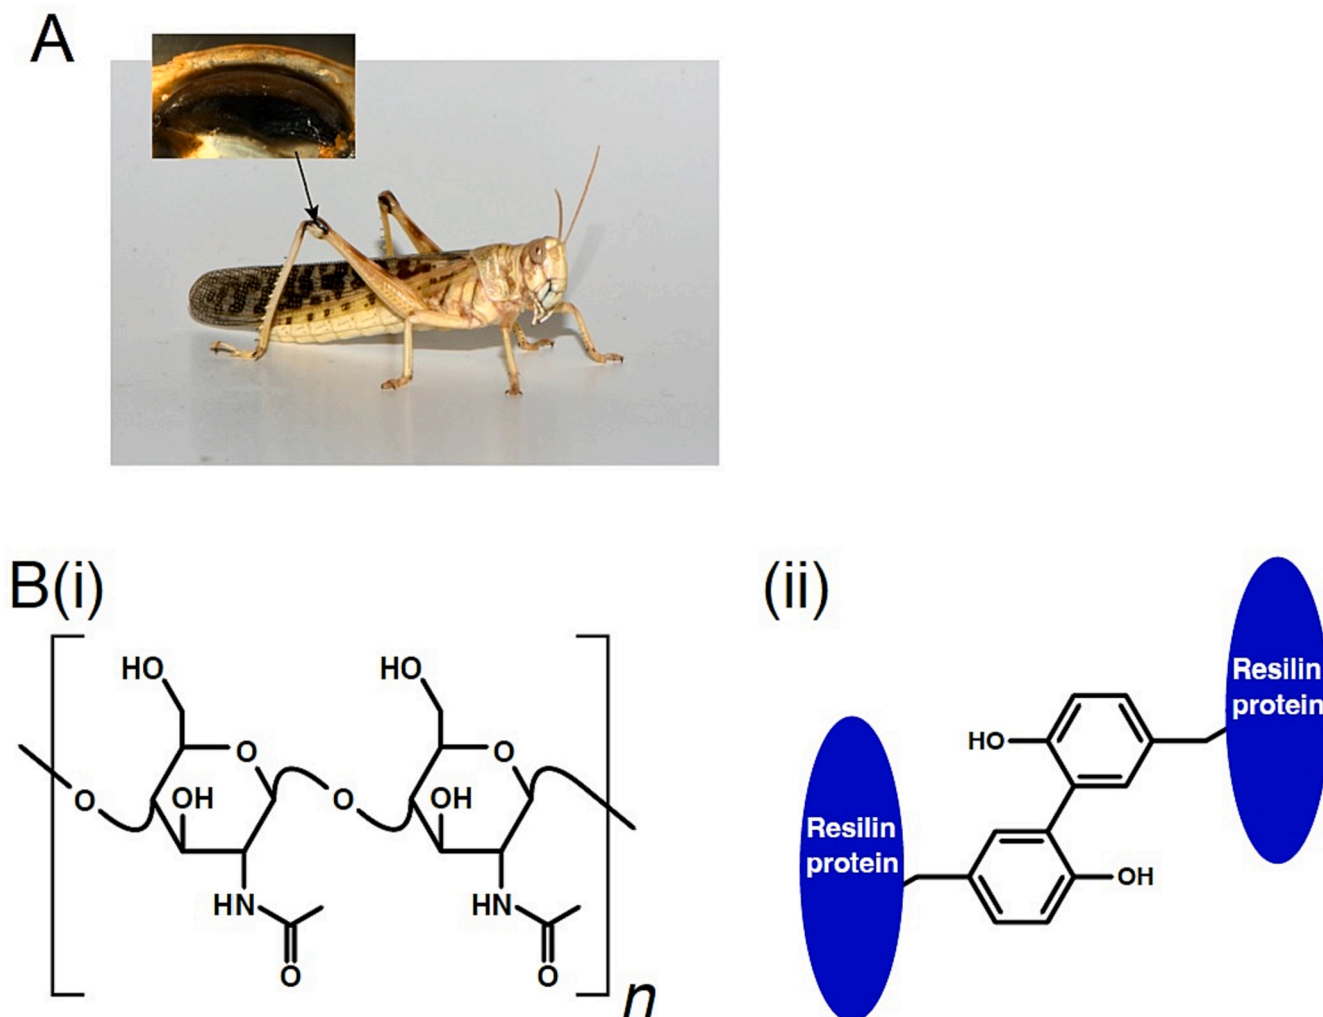 A
B(i)
(ii)
HO
HO
O
O
O
OH
O
OH
HN
HN
O
O
n
Resilin
protein
HO
Resilin
protein
OH